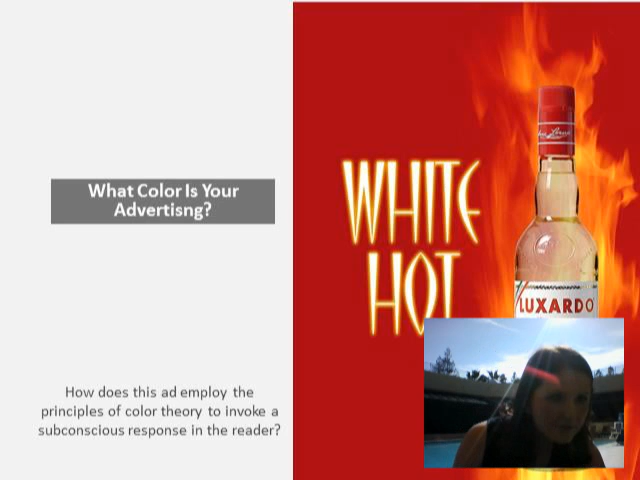 What Color Is Your
Advertisng?
How does this ad employ the
principles of color theory to invoke a
subconscious response in the reader?
WHITE
HOT
LUXARDO